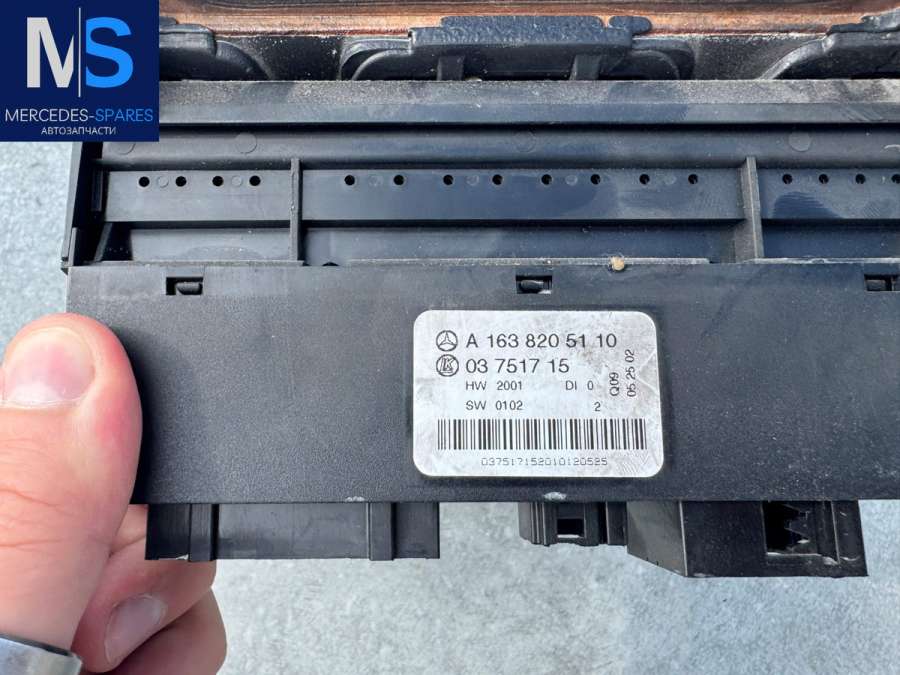 MS
MERCEDES-SPARES
АВТОЗАПЧАСТИ
A 163 820 51 10
03 7517 15
HW 2001 DI 0
SW 0102 2
Q09
05.25 02
037517152010120525